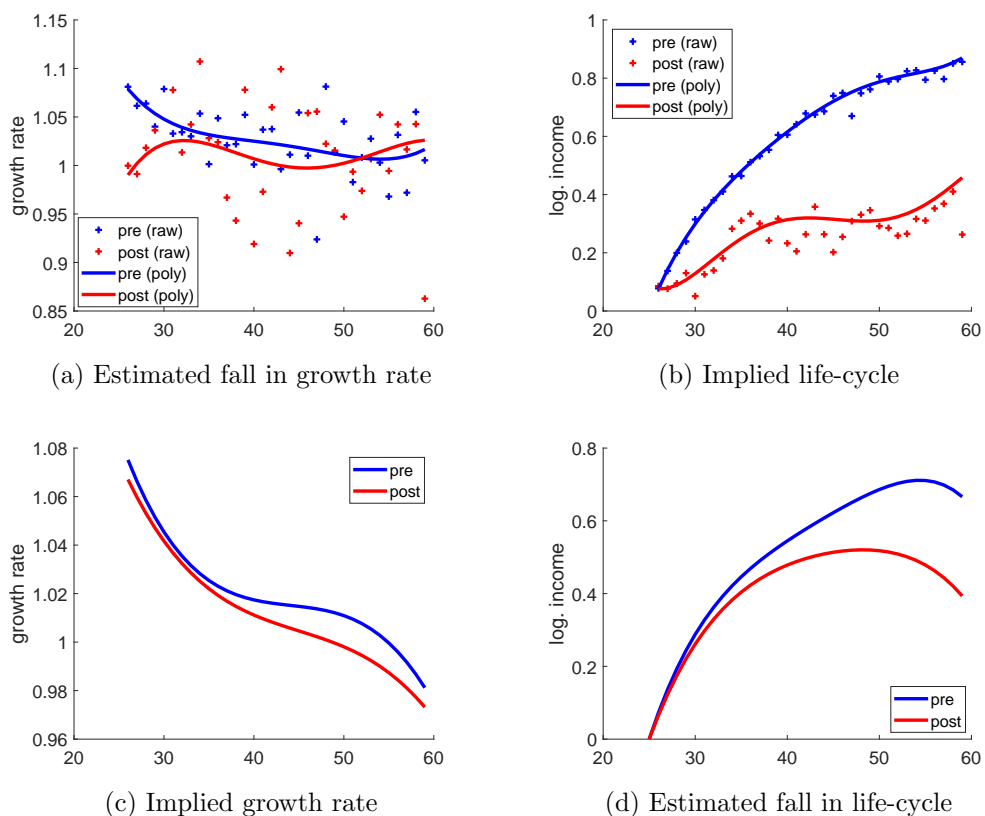 1.15
1.1
1.05
1
0.95
0.9
0.85
growth rate
pre (raw)
post (raw)
pre (poly)
post (poly)
20 30 40 50 60
(a) Estimated fall in growth rate
1
0.8
0.6
0.4
0.2
0
log. income
pre (raw)
post (raw)
pre (poly)
post (poly)
20 30 40 50 60
(b) Implied life-cycle
1.08
1.06
1.04
1.02
1
0.98
0.96
growth rate
pre
post
20 30 40 50 60
(c) Implied growth rate
0.8
0.6
0.4
0.2
0
log. income
pre
post
20 30 40 50 60
(d) Estimated fall in life-cycle